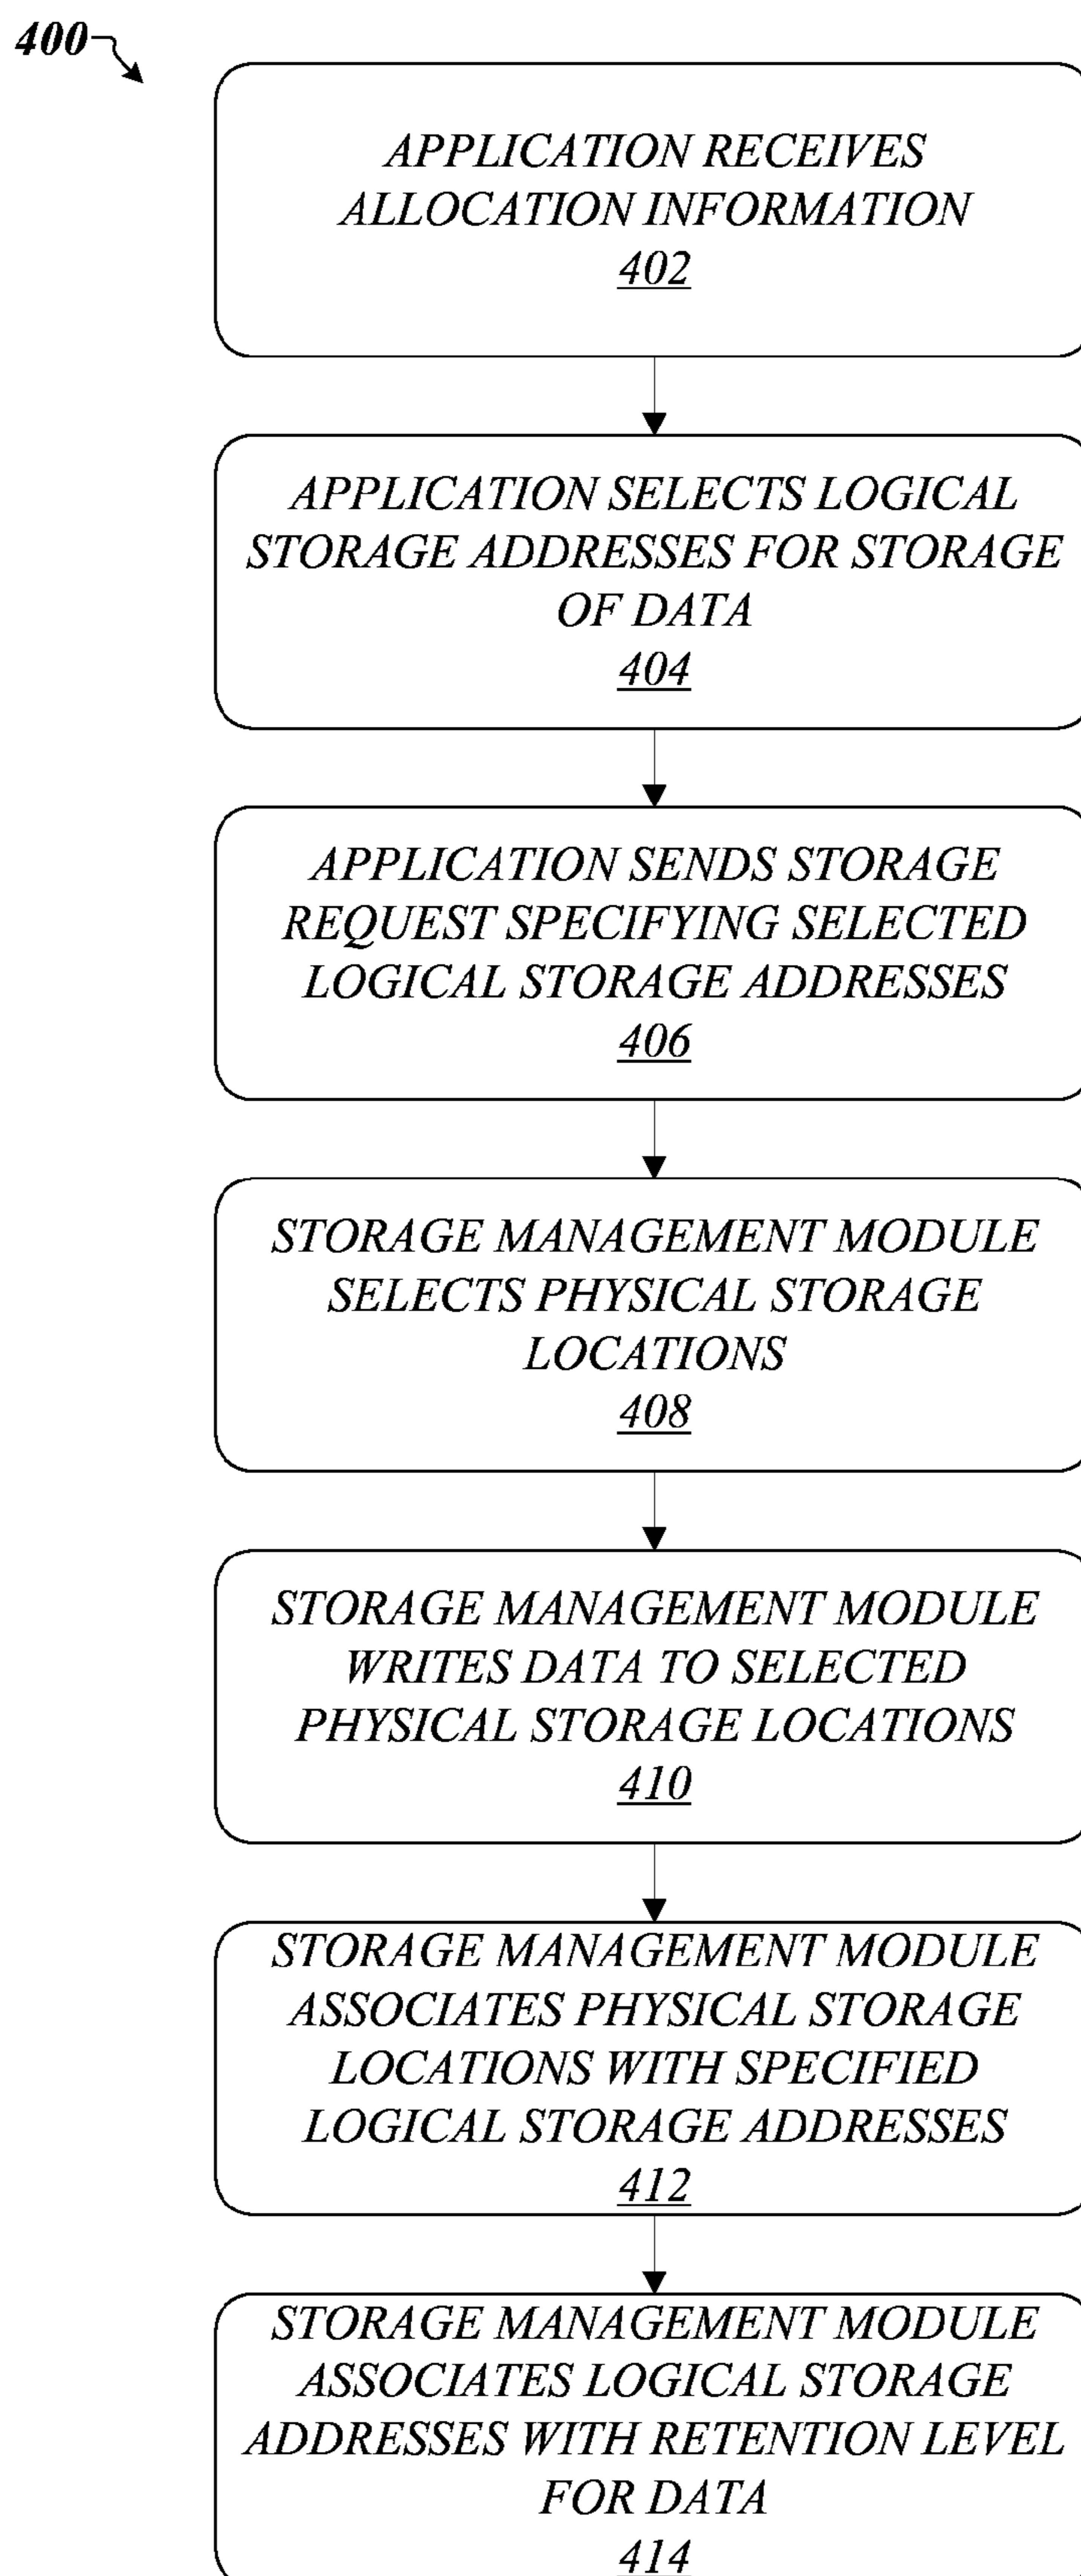 400
APPLICATION RECEIVES
ALLOCATION INFORMATION
402
APPLICATION SELECTS LOGICAL
STORAGE ADDRESSES FOR STORAGE
OF DATA
404
APPLICATION SENDS STORAGE
REQUEST SPECIFYING SELECTED
LOGICAL STORAGE ADDRESSES
406
STORAGE MANAGEMENT MODULE
SELECTS PHYSICAL STORAGE
LOCATIONS
408
STORAGE MANAGEMENT MODULE
WRITES DATA TO SELECTED
PHYSICAL STORAGE LOCATIONS
410
STORAGE MANAGEMENT MODULE
ASSOCIATES PHYSICAL STORAGE
LOCATIONS WITH SPECIFIED
LOGICAL STORAGE ADDRESSES
412
STORAGE MANAGEMENT MODULE
ASSOCIATES LOGICAL STORAGE
ADDRESSES WITH RETENTION LEVEL
FOR DATA
414